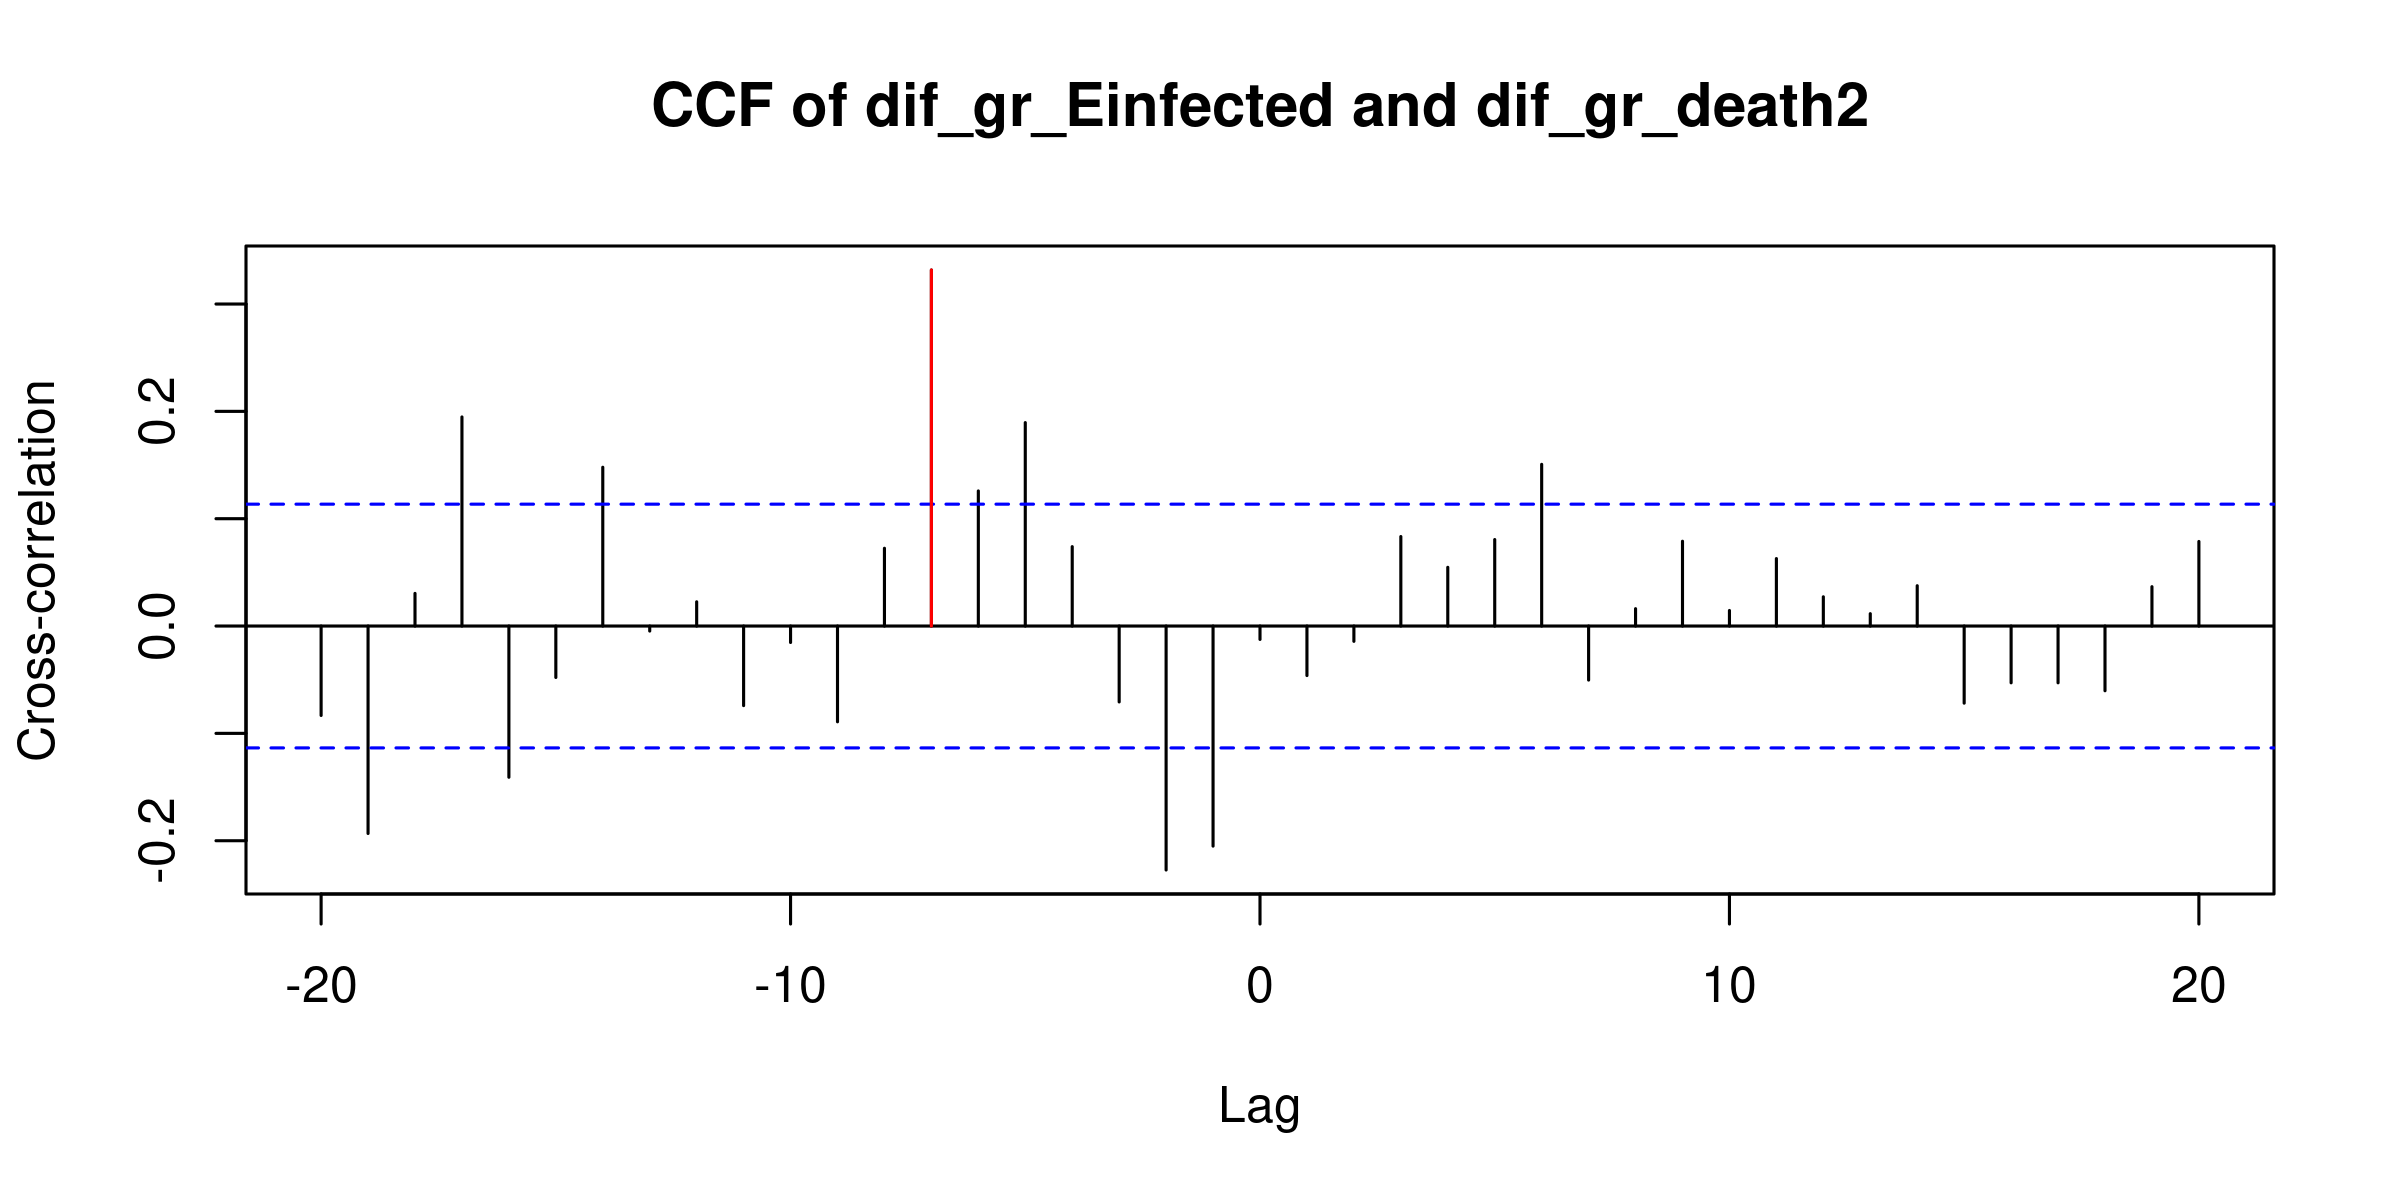 CCF of dif_gr_Einfected and dif_gr_death2
Cross-correlation
0.2
0.0
-0.2
-20 -10 0 10 20
Lag